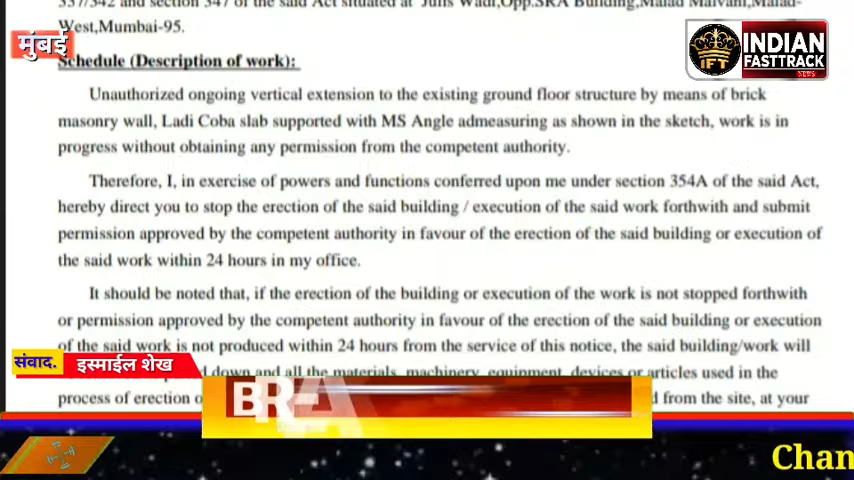 337/342 and section 347 of the said Act situated at Julis Wadi,Opp.SRA Building,Malad Malvani,Malad-
West,Mumbai-95.
मुंबई
INDIAN
FASTTRACK
IFT
NEWS
Schedule (Description of work):
Unauthorized ongoing vertical extension to the existing ground floor structure by means of brick
masonry wall, Ladi Coba slab supported with MS Angle admeasuring as shown in the sketch, work is in
progress without obtaining any permission from the competent authority.
Therefore, I, in exercise of powers and functions conferred upon me under section 354A of the said Act,
hereby direct you to stop the erection of the said building / execution of the said work forthwith and submit
permission approved by the competent authority in favour of the erection of the said building or execution of
the said work within 24 hours in my office.
It should be noted that, if the erection of the building or execution of the work is not stopped forthwith
or permission approved by the competent authority in favour of the erection of the said building or execution
of the said work is not produced within 24 hours from the service of this notice, the said building/work will
संवाद. इस्माईल शेख
down and all the materials, machinery, equipment, devices or articles used in the
process of erection from the site, at your
BREA
Chan